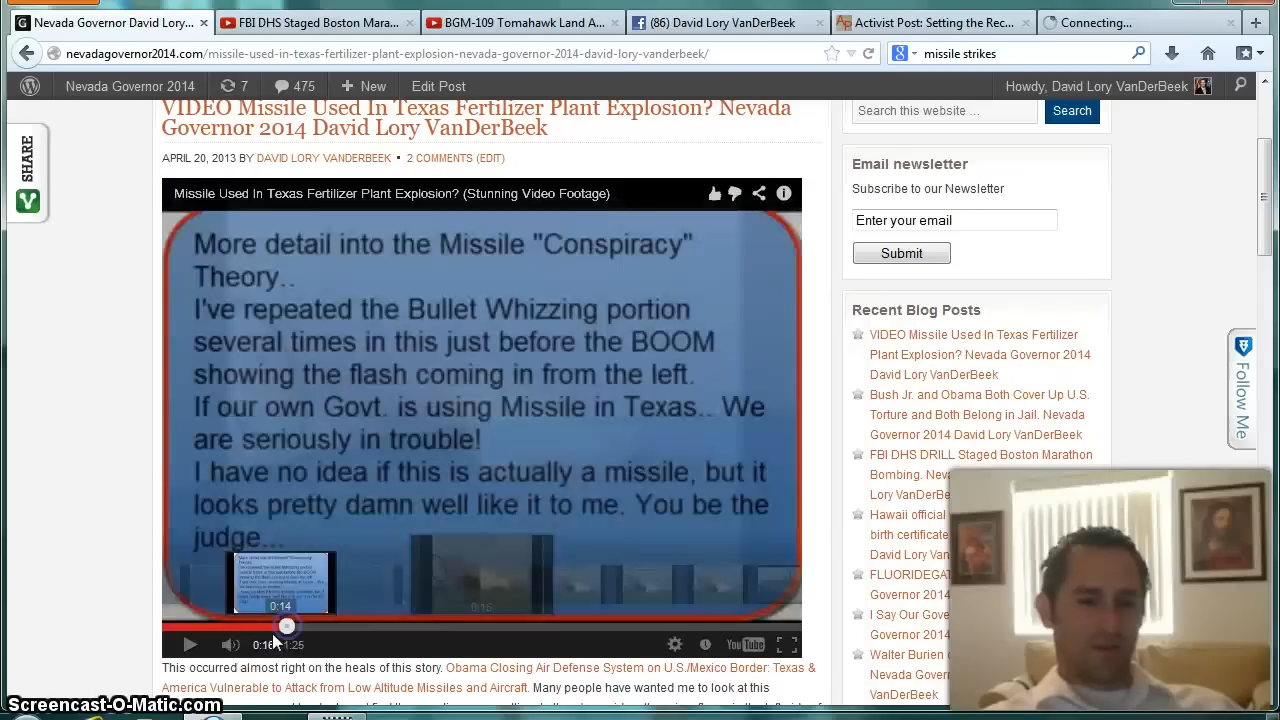 Nevada Governor David Lory...
FBI DHS Staged Boston Mara...
BGM-109 Tomahawk Land A...
(86) David Lory VanDerBeek
Activist Post: Setting the Rec...
Connecting...
nevadagovernor2014.com/missile-used-in-texas-fertilizer-plant-explosion-nevada-governor-2014-david-lory-vanderbeek/
missile strikes
Nevada Governor 2014
7
475
New
Edit Post
Howdy, David Lory VanDerBeek
VIDEO Missile Used In Texas Fertilizer Plant Explosion? Nevada
Governor 2014 David Lory VanDerBeek
APRIL 20, 2013 BY DAVID LORY VANDERBEEK • 2 COMMENTS (EDIT)
SHARE
Missile Used In Texas Fertilizer Plant Explosion? (Stunning Video Footage)
More detail into the Missile "Conspiracy"
Theory..
I've repeated the Bullet Whizzing portion
several times in this just before the BOOM
showing the flash coming in from the left.
If our own Govt. is using Missile in Texas.. We
are seriously in trouble!
I have no idea if this is actually a missile, but it
looks pretty damn well like it to me. You be the
judge...
0:14
0:15
1:25
YouTube
This occurred almost right on the heals of this story. Obama Closing Air Defense System on U.S./Mexico Border: Texas &
America Vulnerable to Attack from Low Altitude Missiles and Aircraft. Many people have wanted me to look at this
Search this website ...
Search
Email newsletter
Subscribe to our Newsletter
Enter your email
Submit
Recent Blog Posts
VIDEO Missile Used In Texas Fertilizer
Plant Explosion? Nevada Governor 2014
David Lory VanDerBeek
Bush Jr. and Obama Both Cover Up U.S.
Torture and Both Belong in Jail. Nevada
Governor 2014 David Lory VanDerBeek
FBI DHS DRILL Staged Boston Marathon
Bombing.
Lory
Hawaii official
birth certificate
David Lory
Governor 2014
I Say Our
Governor 2014
Walter Burien
Nevada
VanDerBeek
Follow Me
Screencast-O-Matic.com